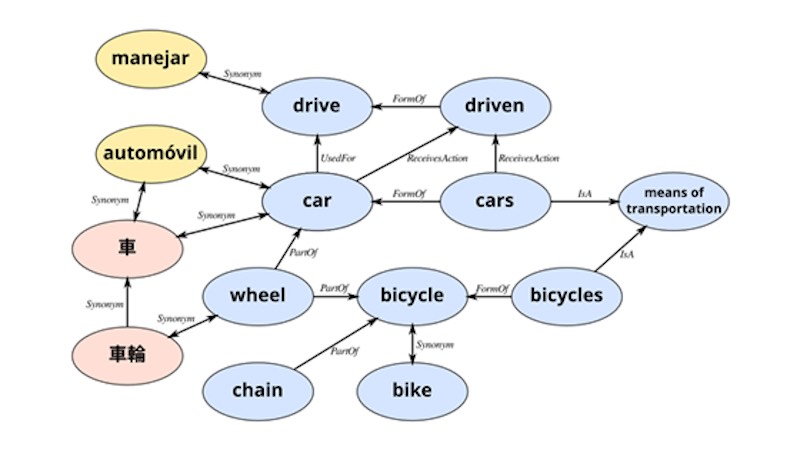 manejar
Synonym
drive
FormOf
driven
automóvil
Synonym
UsedFor
ReceivesAction
ReceivesAction
Synonym
Synonym
car
FormOf
cars
IsA
means of
transportation
車
PartOf
IsA
Synonym
Synonym
wheel
PartOf
bicycle
FormOf
bicycles
車輪
PartOf
Synonym
chain
bike